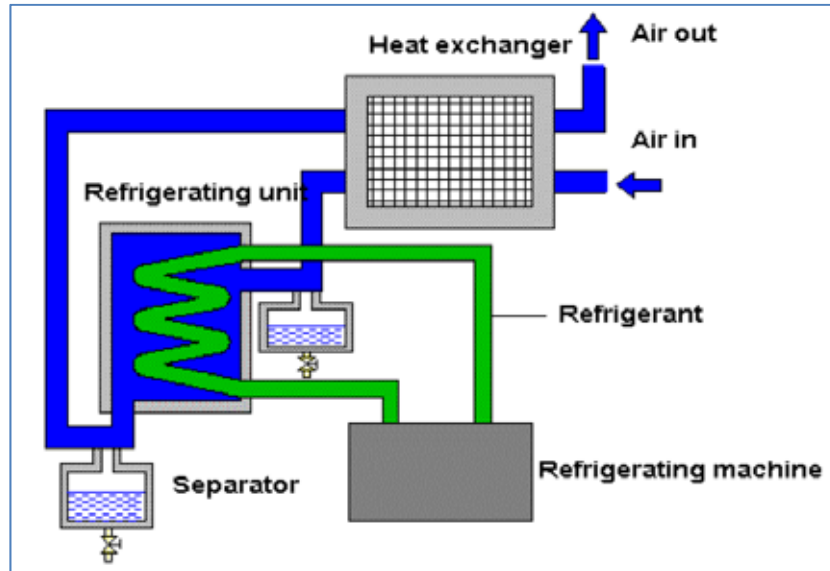 Heat exchanger
Air out
Air in
Refrigerating unit
Refrigerant
Separator
Refrigerating machine